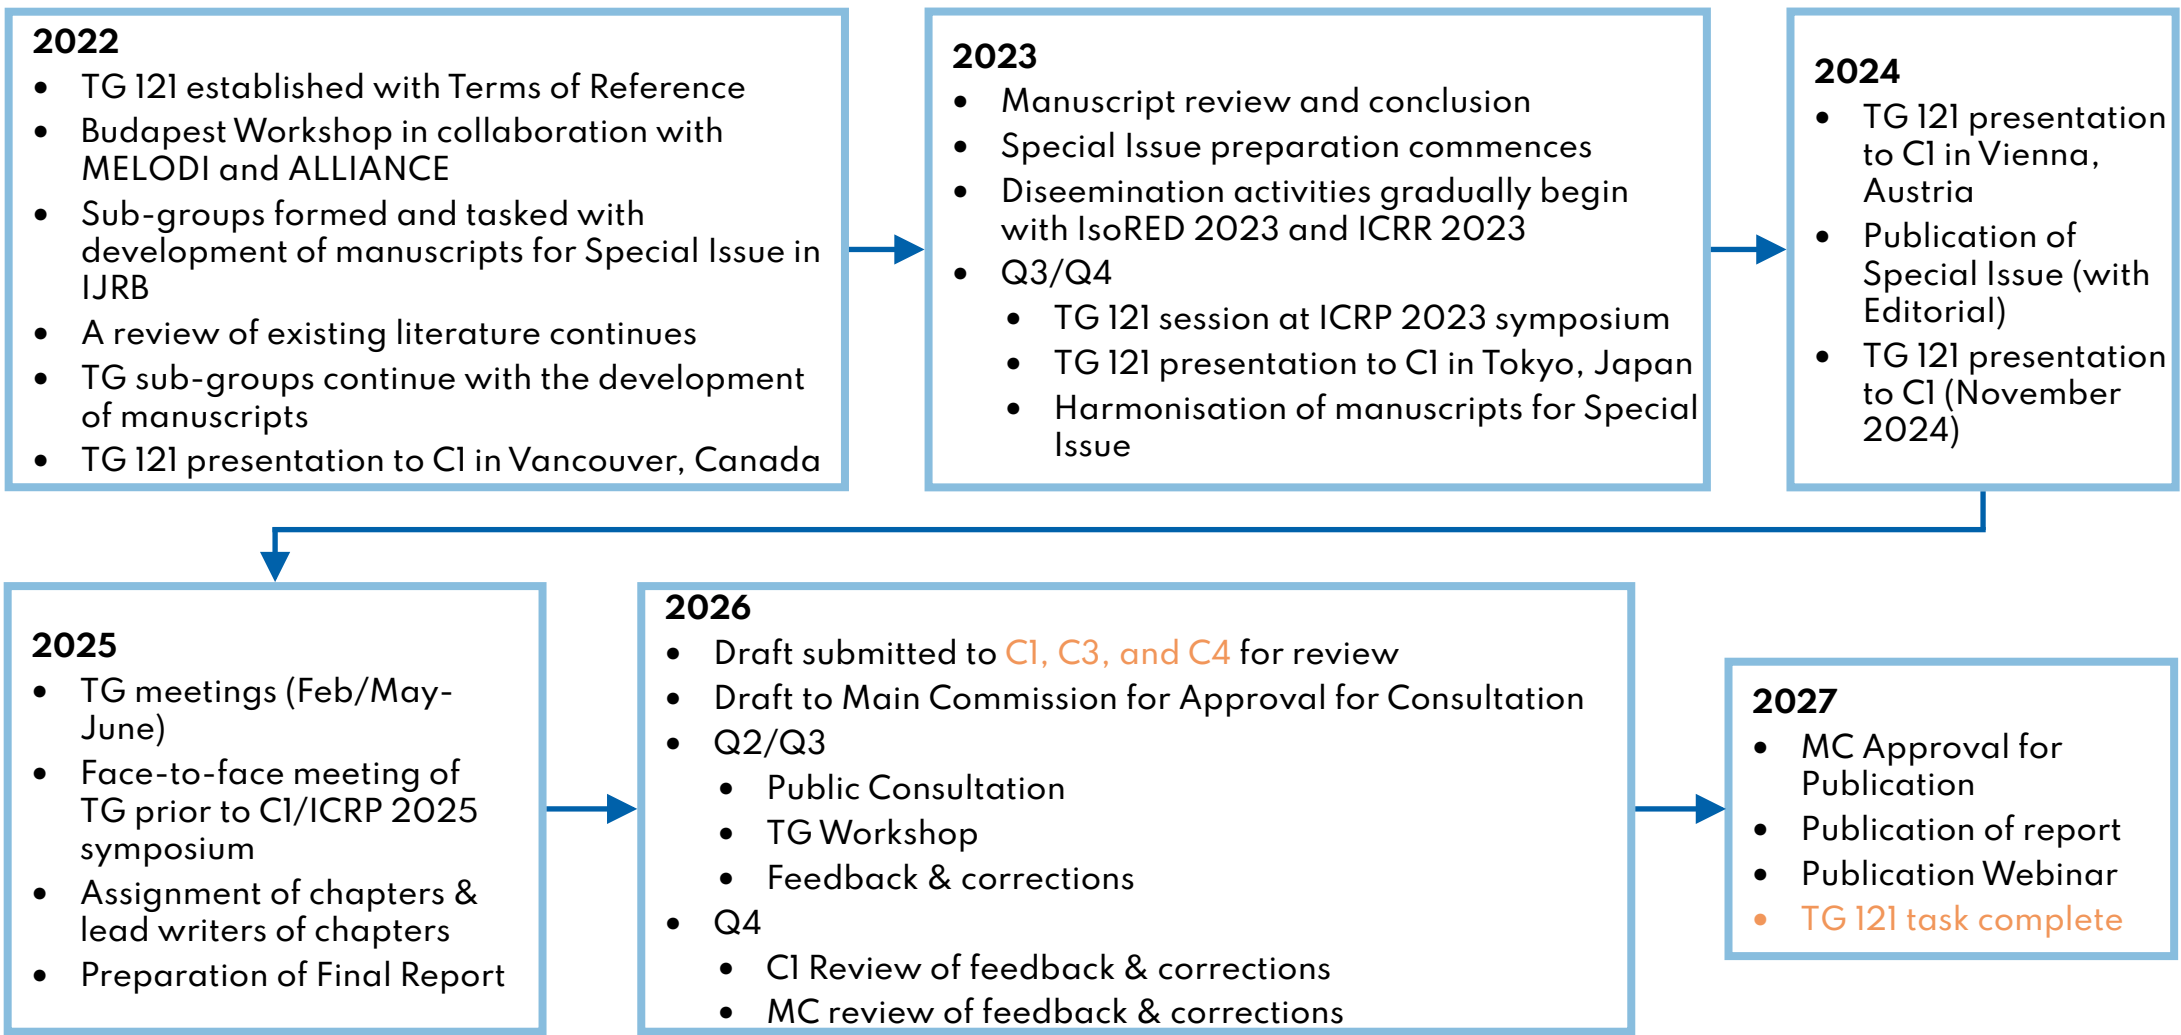 2022
• TG 121 established with Terms of Reference
• Budapest Workshop in collaboration with
MELODI and ALLIANCE
• Sub-groups formed and tasked with
development of manuscripts for Special Issue in
IJRB
• A review of existing literature continues
• TG sub-groups continue with the development
of manuscripts
• TG 121 presentation to C1 in Vancouver, Canada
2023
• Manuscript review and conclusion
• Special Issue preparation commences
• Diseemination activities gradually begin
with IsoRED 2023 and ICRR 2023
• Q3/Q4
• TG 121 session at ICRP 2023 symposium
• TG 121 presentation to C1 in Tokyo, Japan
• Harmonisation of manuscripts for Special
Issue
2024
• TG 121 presentation
to C1 in Vienna,
Austria
• Publication of
Special Issue (with
Editorial)
• TG 121 presentation
to C1 (November
2024)
2025
• TG meetings (Feb/May-
June)
• Face-to-face meeting of
TG prior to C1/ICRP 2025
symposium
• Assignment of chapters &
lead writers of chapters
• Preparation of Final Report
2026
• Draft submitted to C1, C3, and C4 for review
• Draft to Main Commission for Approval for Consultation
• Q2/Q3
• Public Consultation
• TG Workshop
• Feedback & corrections
• Q4
• C1 Review of feedback & corrections
• MC review of feedback & corrections
2027
• MC Approval for
Publication
• Publication of report
• Publication Webinar
• TG 121 task complete